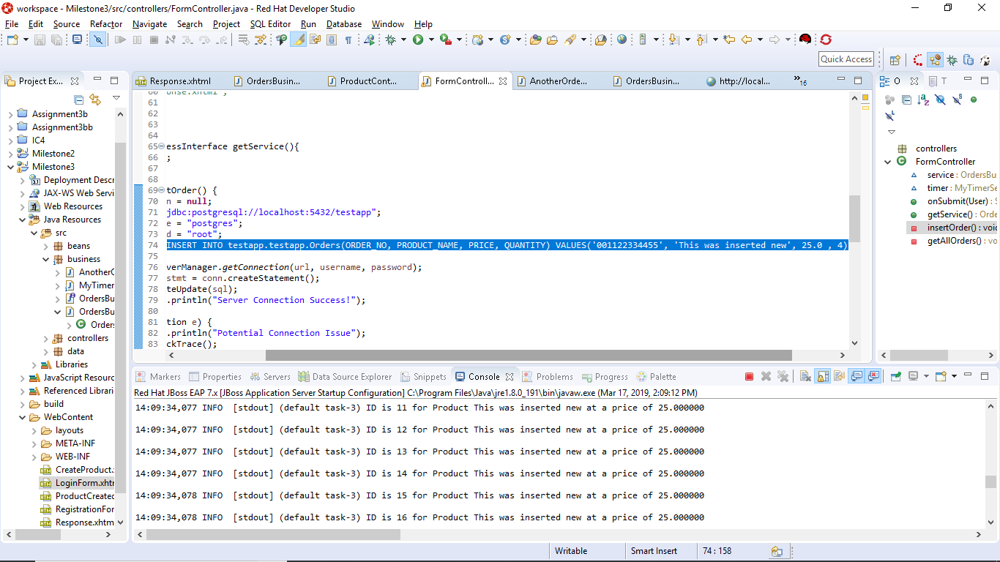 workspace - Milestone3/src/controllers/FormController.java - Red Hat Developer Studio
File Edit Source Refactor Navigate Search Project SQL Editor Run Database Window Help
Quick Access
Project Ex...
Assignment3b
Assignment3bb
IC4
Milestone2
Milestone3
Deployment Descr
JAX-WS Web Servi
Web Resources
Java Resources
src
beans
business
AnotherO
MyTimer
OrdersBu
OrdersBu
Orders
controllers
data
Libraries
JavaScript Resourc
Referenced Librari
build
WebContent
layouts
META-INF
WEB-INF
CreateProduct.
LoginForm.xhtm
ProductCreated
RegistrationFor
Response.xhtm
Response.xhtml OrdersBusin... ProductCont... FormControll... AnotherOrde... OrdersBusin... http://local... »16
60 onse.xhtml";
61
62
63
64
65 essInterface getService(){
66 ;
67
68
69 tOrder() {
70 n = null;
71 jdbc:postgresql://localhost:5432/testapp";
72 e = "postgres";
73 d = "root";
74 INSERT INTO testapp.testapp.Orders(ORDER_NO, PRODUCT_NAME, PRICE, QUANTITY) VALUES('001122334455', 'This was inserted new', 25.0 , 4)
75
76 verManager.getConnection(url, username, password);
77 stmt = conn.createStatement();
78 teUpdate(sql);
79 .println("Server Connection Success!");
80
81 tion e) {
82 .println("Potential Connection Issue");
83 ckTrace();
O T
controllers
FormController
service : OrdersBu
timer : MyTimerSe
onSubmit(User) : S
getService() : Orde
insertOrder() : void
getAllOrders() : vo
Markers Properties Servers Data Source Explorer Snippets Console Problems Progress Palette
Red Hat JBoss EAP 7.x [JBoss Application Server Startup Configuration] C:\Program Files\Java\jre1.8.0_191\bin\javaw.exe (Mar 17, 2019, 2:09:12 PM)
14:09:34,077 INFO [stdout] (default task-3) ID is 11 for Product This was inserted new at a price of 25.000000
14:09:34,077 INFO [stdout] (default task-3) ID is 12 for Product This was inserted new at a price of 25.000000
14:09:34,077 INFO [stdout] (default task-3) ID is 13 for Product This was inserted new at a price of 25.000000
14:09:34,077 INFO [stdout] (default task-3) ID is 14 for Product This was inserted new at a price of 25.000000
14:09:34,078 INFO [stdout] (default task-3) ID is 15 for Product This was inserted new at a price of 25.000000
14:09:34,078 INFO [stdout] (default task-3) ID is 16 for Product This was inserted new at a price of 25.000000
Writable Smart Insert 74 : 158